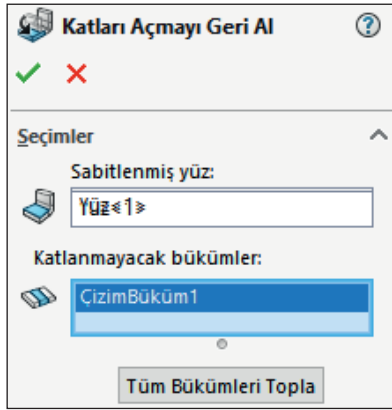 Katları Açmayı Geri Al
Seçimler
Sabitlenmiş yüz:
Yüz<1>
Katlanmayacak bükümler:
ÇizimBüküm1
Tüm Bükümleri Topla